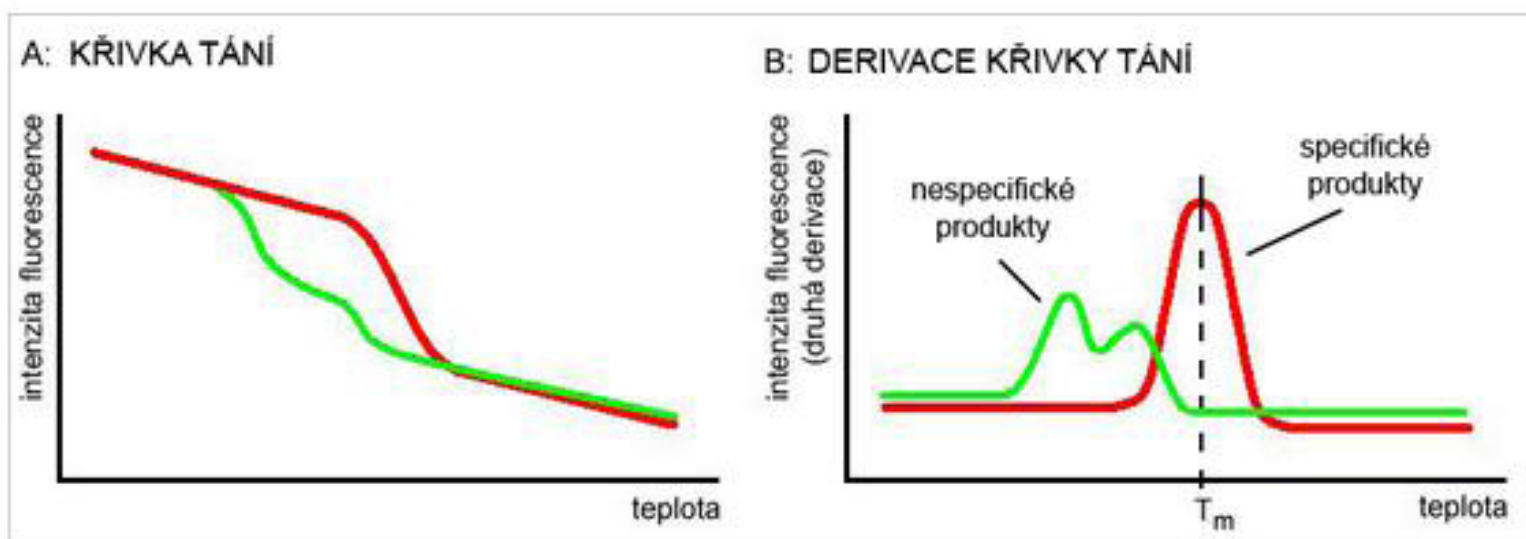 A: KŘIVKA TÁNÍ
intenzita fluorescence
teplota
B: DERIVACE KŘIVKY TÁNÍ
intenzita fluorescence
(druhá derivace)
nespecifické
produkty
specifické
produkty
Tm
teplota